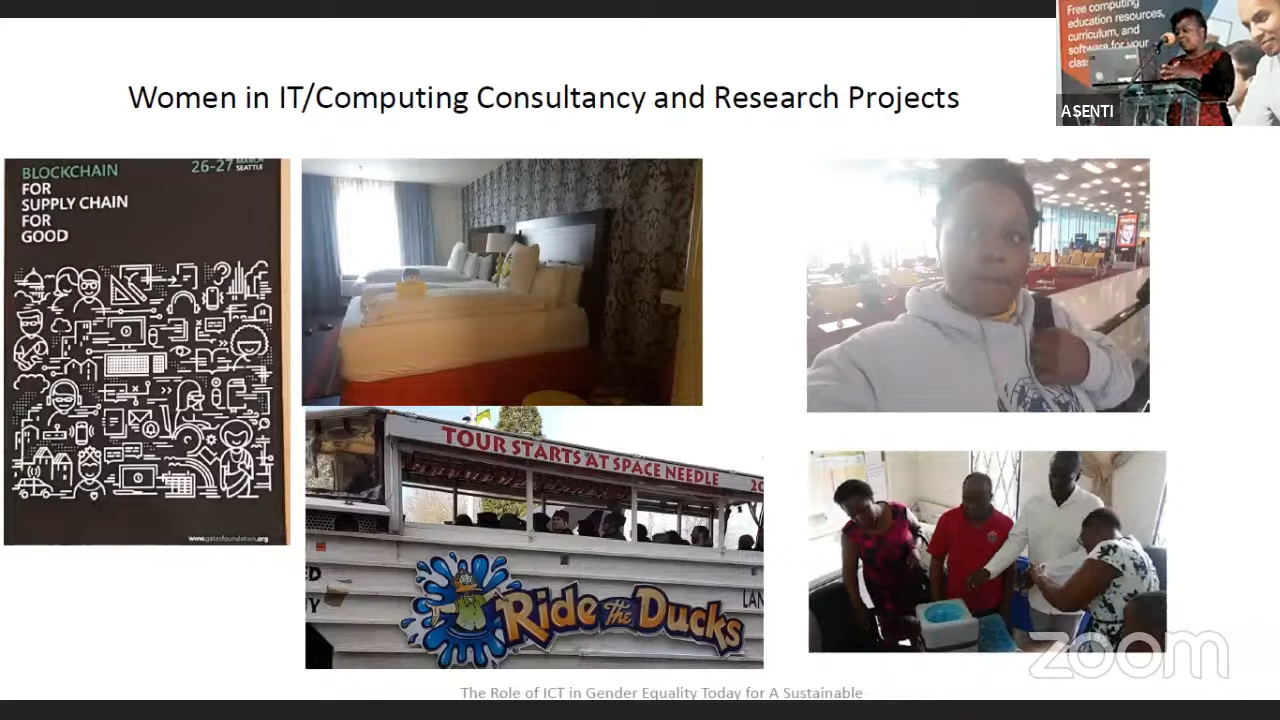 Women in IT/Computing Consultancy and Research Projects
Free computing
education resources,
curriculum, and
software for your
ASENTI
BLOCKCHAIN
FOR
SUPPLY CHAIN
FOR
GOOD
26-27 MARCH
SEATTLE
www.gatesfoundation.org
TOUR STARTS AT SPACE NEEDLE
Ride the Ducks
zoom
The Role of ICT in Gender Equality Today for A Sustainable